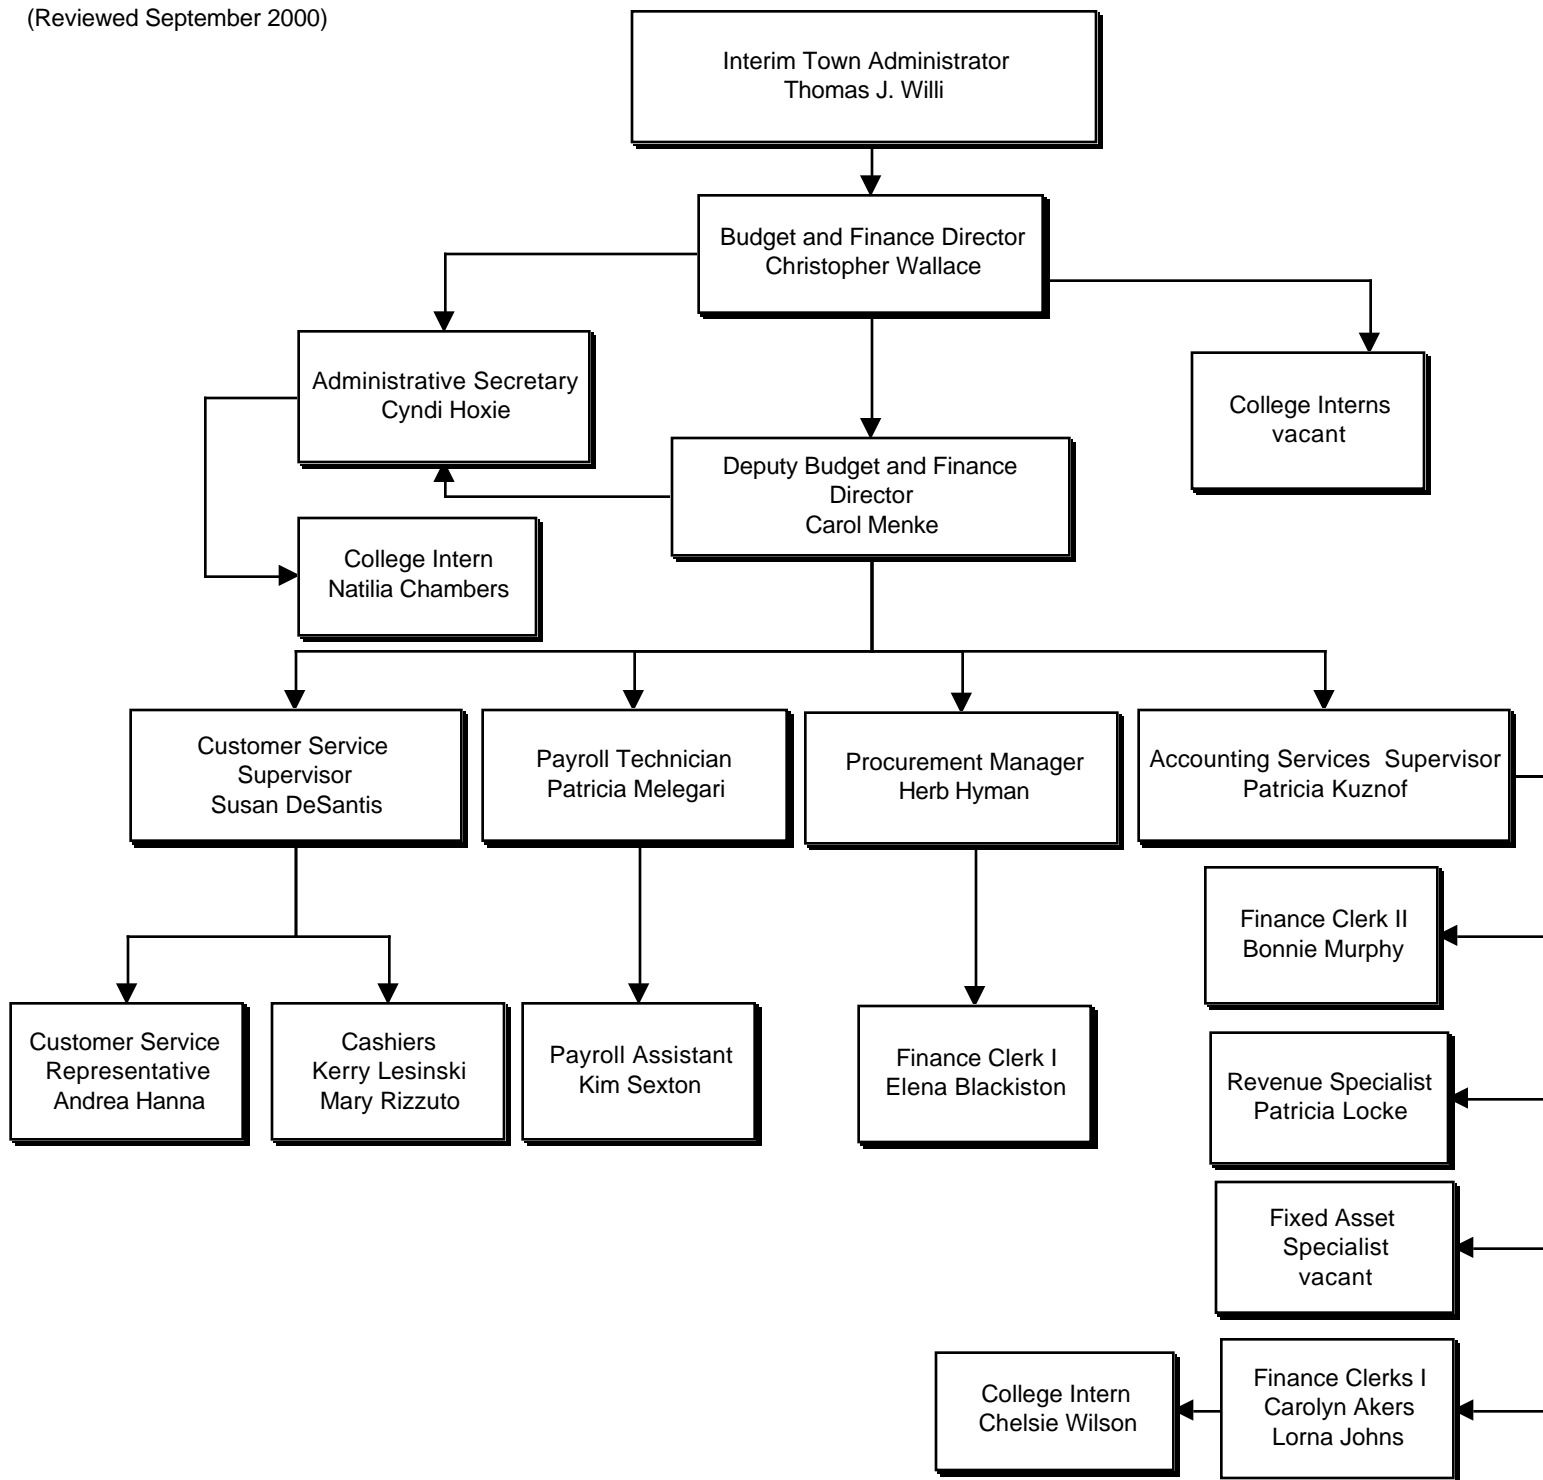 (Reviewed September 2000)
Interim Town Administrator
Thomas J. Willi
Budget and Finance Director
Christopher Wallace
Administrative Secretary
Cyndi Hoxie
College Interns
vacant
Deputy Budget and Finance
Director
Carol Menke
College Intern
Natilia Chambers
Customer Service
Supervisor
Susan DeSantis
Payroll Technician
Patricia Melegari
Procurement Manager
Herb Hyman
Accounting Services Supervisor
Patricia Kuznof
Finance Clerk II
Bonnie Murphy
Customer Service
Representative
Andrea Hanna
Cashiers
Kerry Lesinski
Mary Rizzuto
Payroll Assistant
Kim Sexton
Finance Clerk I
Elena Blackiston
Revenue Specialist
Patricia Locke
Fixed Asset
Specialist
vacant
College Intern
Chelsie Wilson
Finance Clerks I
Carolyn Akers
Lorna Johns